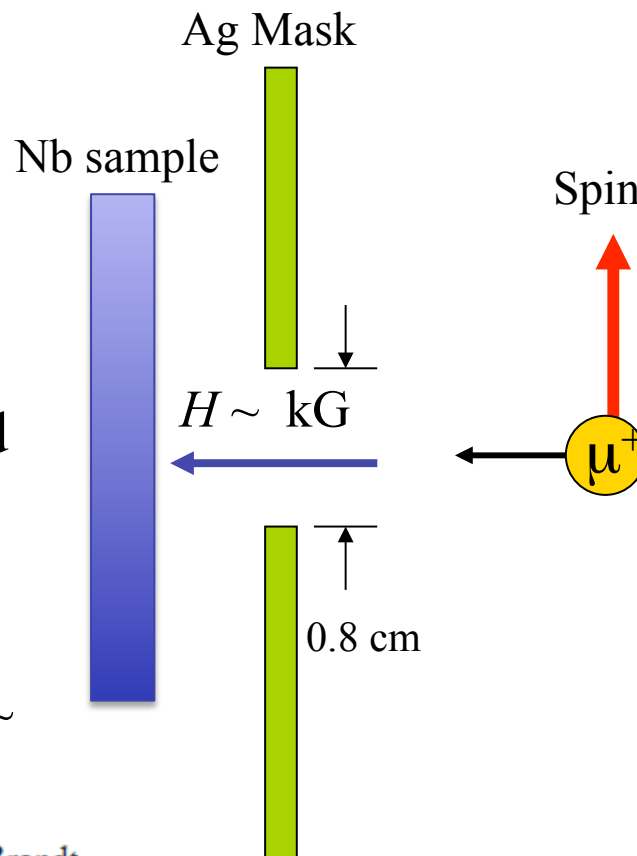 Ag Mask
Nb sample
Spin
H ~ kG
μ+
0.8 cm
~